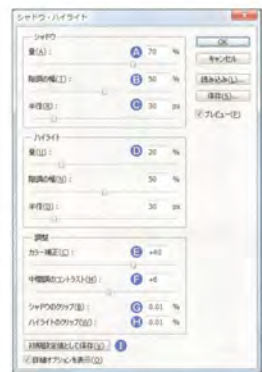 シャドウ・ハイライト
シャドウ
量(A): A 70 %
階調の幅(T): B 50 %
半径(R): C 30 px
ハイライト
量(U): D 20 %
階調の幅(N): 50 %
半径(D): 30 px
調整
カラー補正(C): E +40
中間調のコントラスト(M): F +6
シャドウのクリップ(B): G 0.01 %
ハイライトのクリップ(W): H 0.01 %
初期設定値として保存(V) I
詳細オプションを表示(O)
OK
キャンセル
読み込み(L)...
保存(S)...
プレビュー(P)